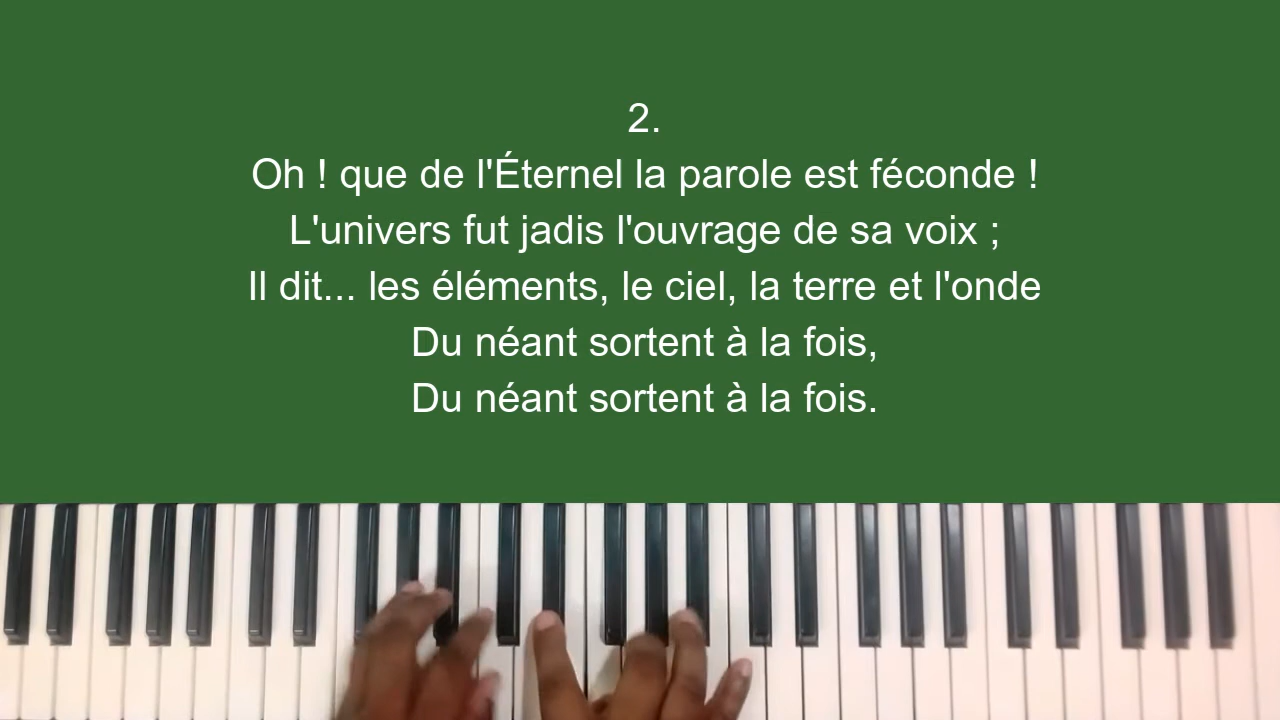 2.
Oh ! que de l'Éternel la parole est féconde !
L'univers fut jadis l'ouvrage de sa voix ;
Il dit... les éléments, le ciel, la terre et l'onde
Du néant sortent à la fois,
Du néant sortent à la fois.